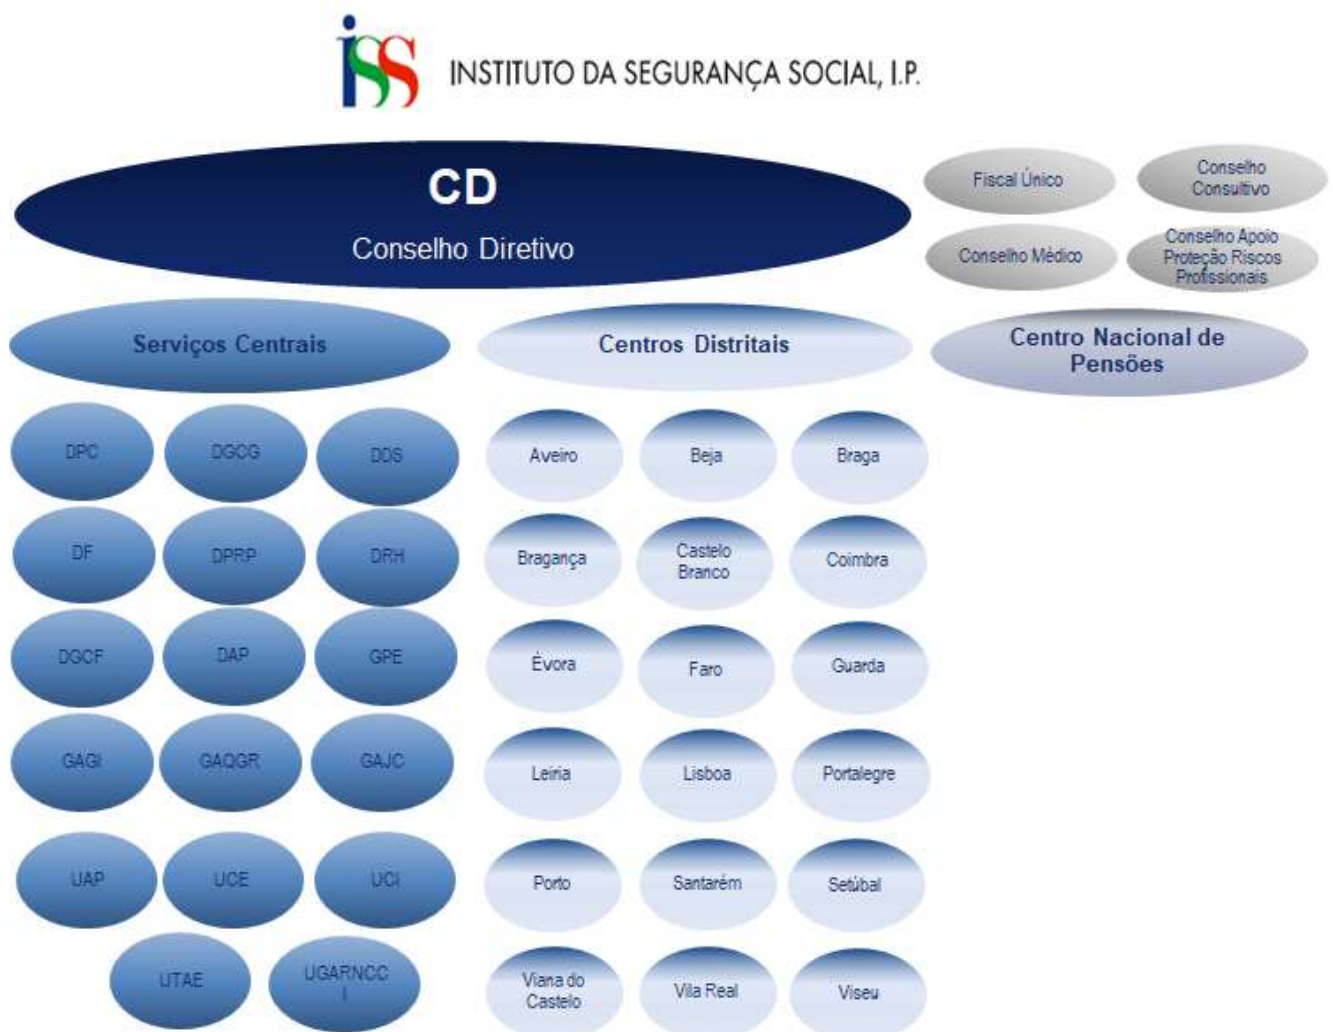 iss INSTITUTO DA SEGURANÇA SOCIAL, I.P.
CD
Conselho Diretivo
Fiscal Único
Conselho
Consultivo
Conselho Médico
Conselho Apoio
Proteção Riscos
Profissionais
Serviços Centrais
Centros Distritais
Centro Nacional de
Pensões
DPC
DGCG
DDS
Aveiro
Beja
Braga
DF
DPRP
DRH
Bragança
Castelo
Branco
Coimbra
DGCF
DAP
GPE
Évora
Faro
Guarda
GAGI
GAQGR
GAJC
Leiria
Lisboa
Portalegre
UAP
UCE
UCI
Porto
Santarém
Setúbal
UTAE
UGARNCC
I
Viana do
Castelo
Vila Real
Viseu